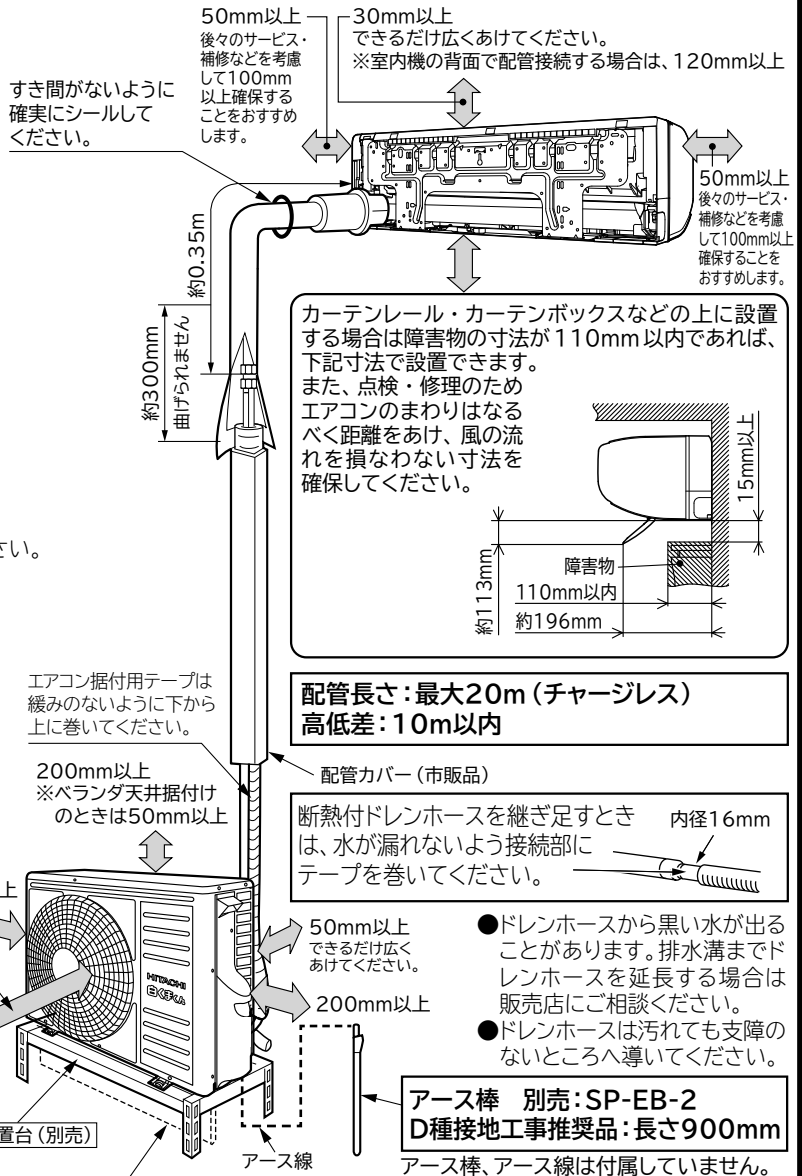 50mm以上
後々のサービス・
補修などを考慮
して100mm
以上確保する
ことをおすすめ
します。
30mm以上
できるだけ広くあけてください。
※室内機の背面で配管接続する場合は、120mm以上
すき間がないように
確実にシールして
ください。
50mm以上
後々のサービス・
補修などを考慮
して100mm以上
確保することを
おすすめします。
約0.35m
約300mm
曲げられません
カーテンレール・カーテンボックスなどの上に設置
する場合は障害物の寸法が110mm以内であれば、
下記寸法で設置できます。
また、点検・修理のため
エアコンのまわりはなる
べく距離をあけ、風の流
れを損なわない寸法を
確保してください。
15mm以上
約113mm
障害物
110mm以内
約196mm
さい。
エアコン据付用テープは
緩みのないように下から
上に巻いてください。
配管長さ:最大20m(チャージレス)
高低差:10m以内
配管カバー(市販品)
200mm以上
※ベランダ天井据付け
のときは50mm以上
断熱付ドレンホースを継ぎ足すとき
は、水が漏れないよう接続部に
テープを巻いてください。
内径16mm
上
50mm以上
できるだけ広く
あけてください。
200mm以上
HITACHI
白くまくん
●ドレンホースから黒い水が出る
ことがあります。排水溝までド
レンホースを延長する場合は
販売店にご相談ください。
●ドレンホースは汚れても支障の
ないところへ導いてください。
置台(別売)
アース線
アース棒 別売:SP-EB-2
D種接地工事推奨品:長さ900mm
アース棒、アース線は付属していません。